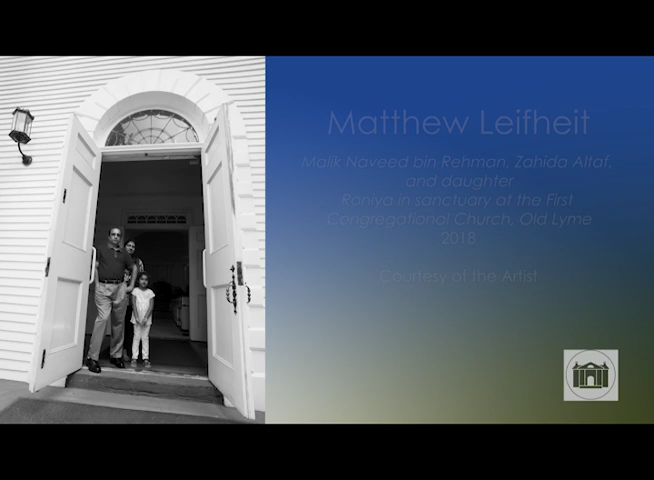 Matthew Leifheit
Malik Naveed bin Rehman, Zahida Altaf,
and daughter
Roniya in sanctuary at the First
Congregational Church, Old Lyme
2018
Courtesy of the Artist